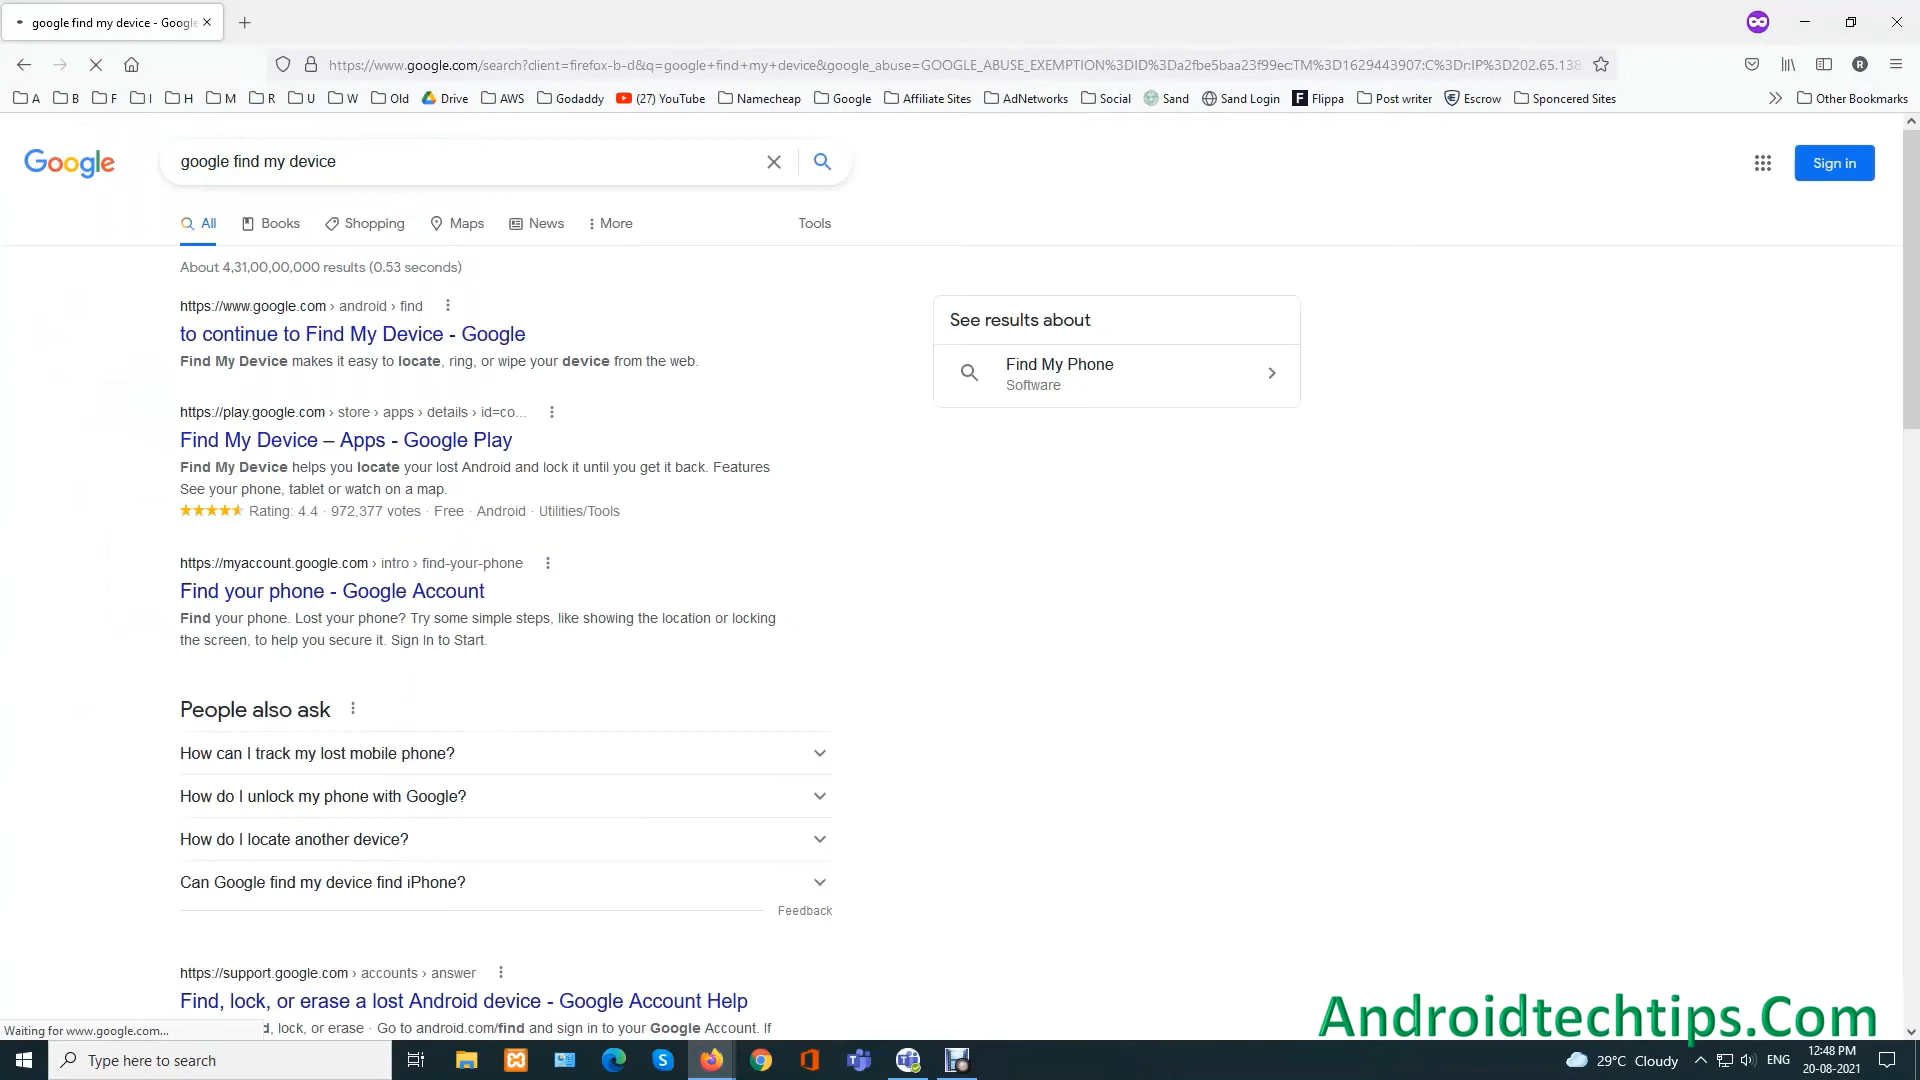 google find my device - Googl
https://www.google.com/search?client=firefox-b-d&q=google+find+my+device&google_abuse=GOOGLE_ABUSE_EXEMPTION%3DID%3Da2fbe5baa23f99ec:TM%3D1629443907:C%3Dr:IP%3D202.65.138
A B F I H M R U W Old Drive AWS Godaddy (27) YouTube Namecheap Google Affiliate Sites AdNetworks Social Sand Sand Login Flippa Post writer Escrow Sponcered Sites Other Bookmarks
Google
google find my device
Sign in
All Books Shopping Maps News More Tools
About 4,31,00,00,000 results (0.53 seconds)
https://www.google.com › android › find
to continue to Find My Device - Google
Find My Device makes it easy to locate, ring, or wipe your device from the web.
See results about
Find My Phone
Software
https://play.google.com › store › apps › details › id=co...
Find My Device – Apps - Google Play
Find My Device helps you locate your lost Android and lock it until you get it back. Features
See your phone, tablet or watch on a map.
Rating: 4.4 · 972,377 votes · Free · Android · Utilities/Tools
https://myaccount.google.com › intro › find-your-phone
Find your phone - Google Account
Find your phone. Lost your phone? Try some simple steps, like showing the location or locking
the screen, to help you secure it. Sign In to Start.
People also ask
How can I track my lost mobile phone?
How do I unlock my phone with Google?
How do I locate another device?
Can Google find my device find iPhone?
Feedback
https://support.google.com › accounts › answer
Find, lock, or erase a lost Android device - Google Account Help
d, lock, or erase · Go to android.com/find and sign in to your Google Account. If
Waiting for www.google.com...
Androidtechtips.Com
Type here to search
29°C Cloudy
ENG
12:48 PM
20-08-2021